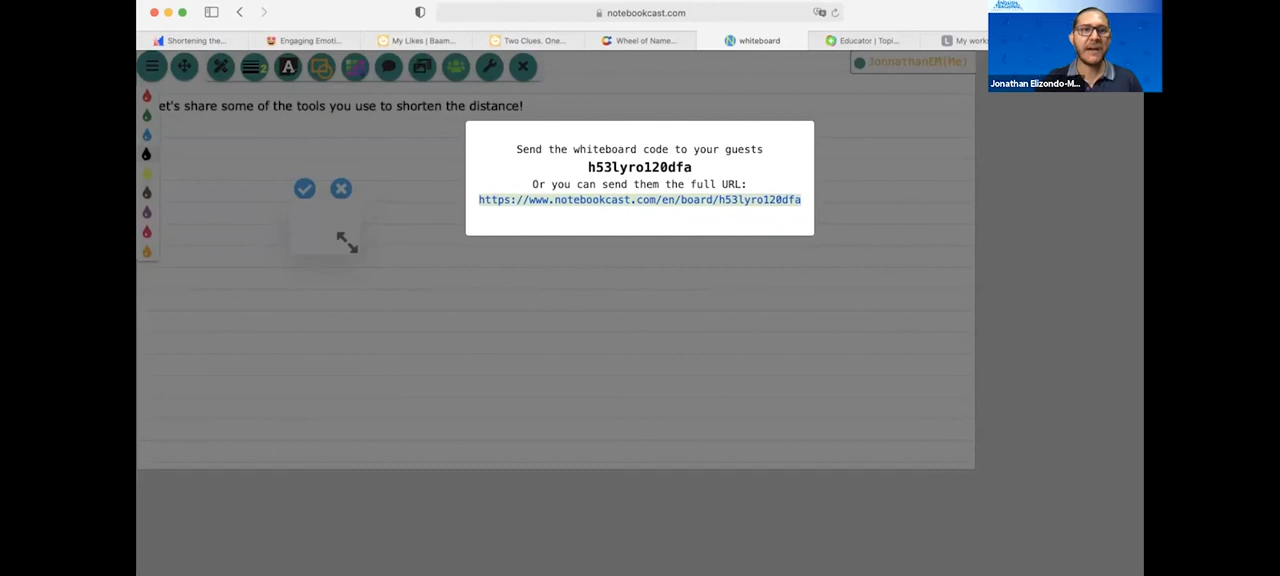 notebookcast.com
Shortening the...
Engaging Emoti...
My Likes | Baam...
Two Clues. One...
Wheel of Name...
whiteboard
Educator | Topi...
My works
2
A
JonnathanEM(Me)
et's share some of the tools you use to shorten the distance!
Send the whiteboard code to your guests
h53lyro120dfa
Or you can send them the full URL:
https://www.notebookcast.com/en/board/h53lyro120dfa
Jonathan Elizondo-M...